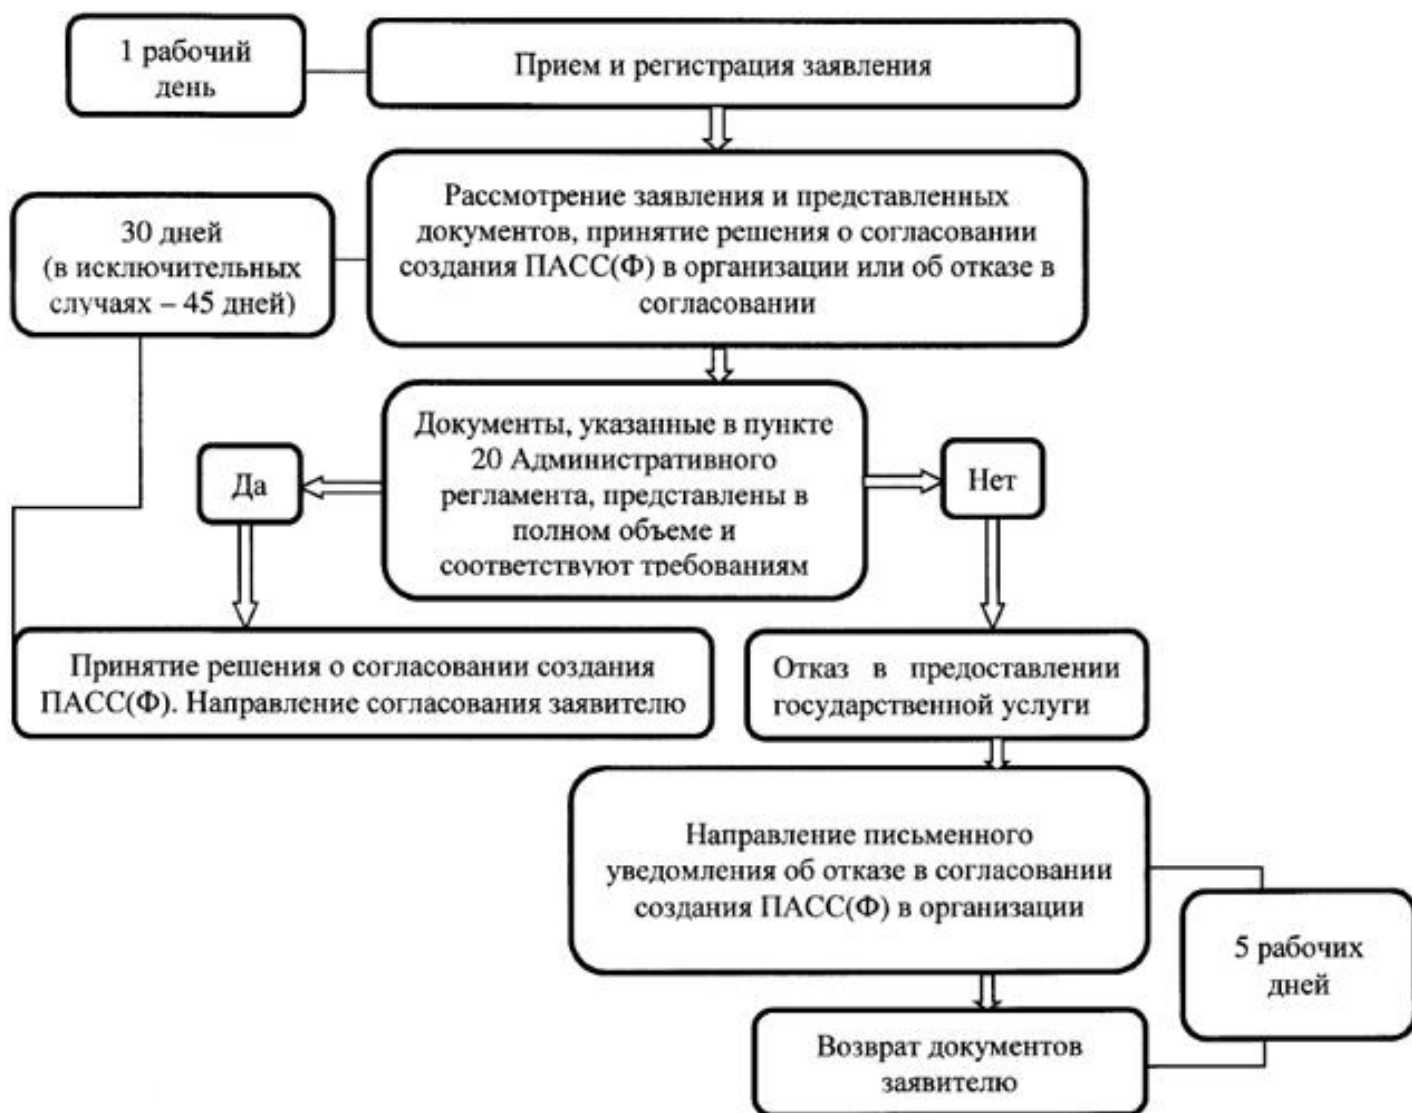 1 рабочий
день
Прием и регистрация заявления
Рассмотрение заявления и представленных
документов, принятие решения о согласовании
создания ПАСС(Ф) в организации или об отказе в
согласовании
30 дней
(в исключительных
случаях – 45 дней)
Документы, указанные в пункте
20 Административного
регламента, представлены в
полном объеме и
соответствуют требованиям
Да
Нет
Принятие решения о согласовании создания
ПАСС(Ф). Направление согласования заявителю
Отказ в предоставлении
государственной услуги
Направление письменного
уведомления об отказе в согласовании
создания ПАСС(Ф) в организации
5 рабочих
дней
Возврат документов
заявителю